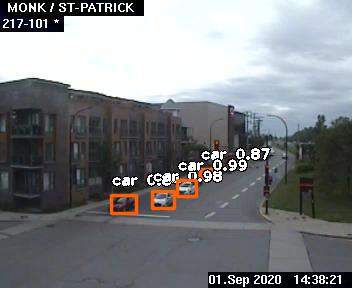 MONK / ST-PATRICK
217-101 *
car 0.87
car 0.99
car 0.98
car 0.
01.Sep 2020 14:38:21